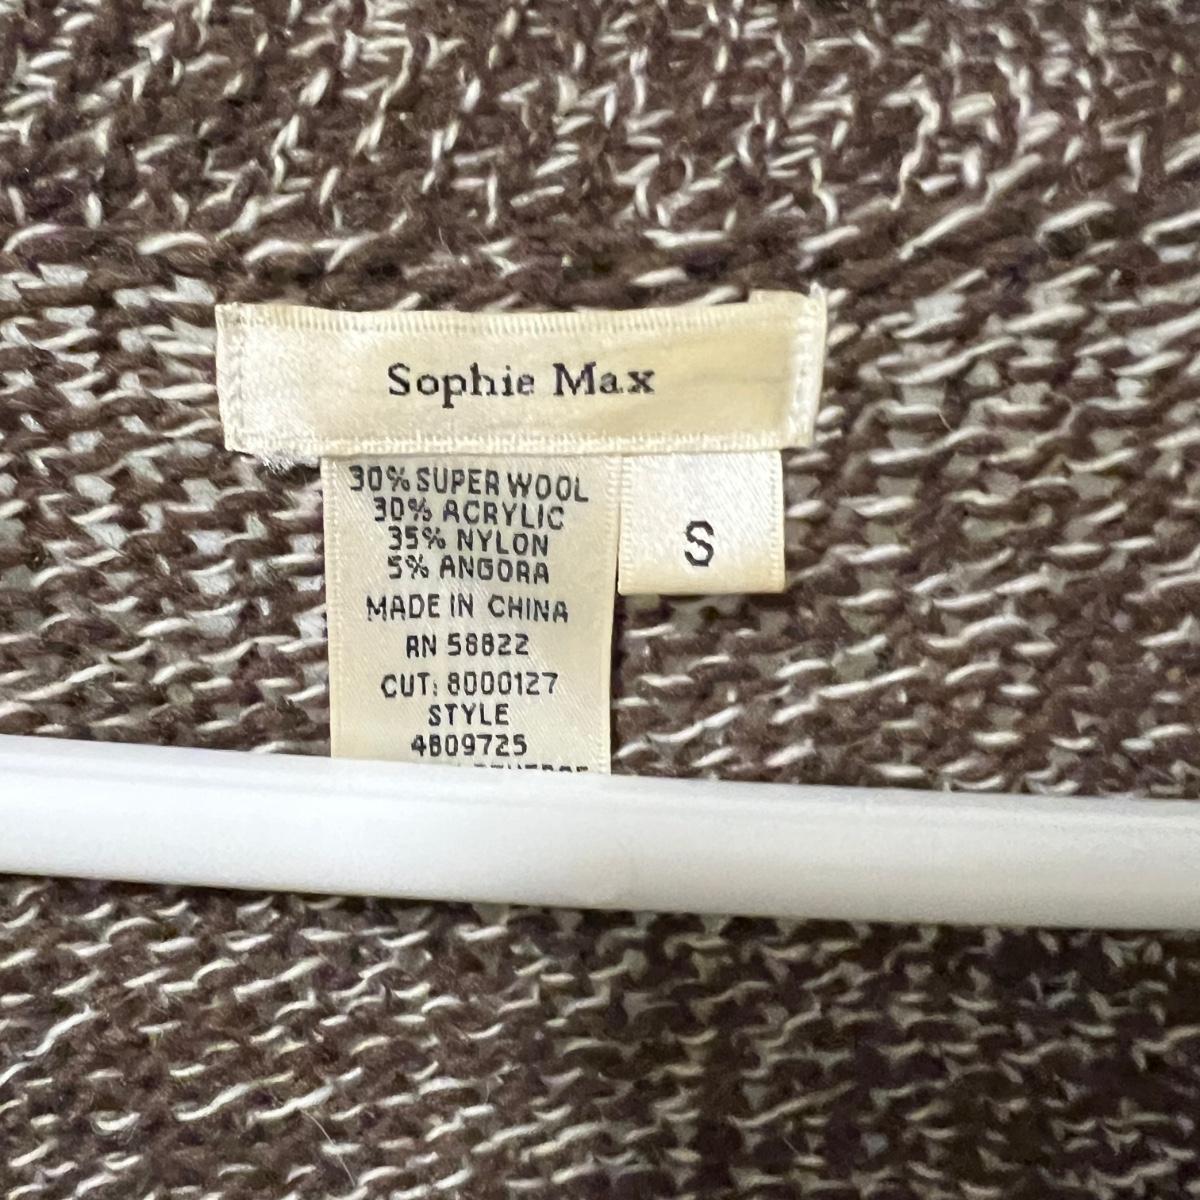 Sophie Max
30% SUPER WOOL
30% ACRYLIC
35% NYLON
5% ANGORA
MADE IN CHINA
RN 58822
CUT: 8000127
STYLE
4809725
S